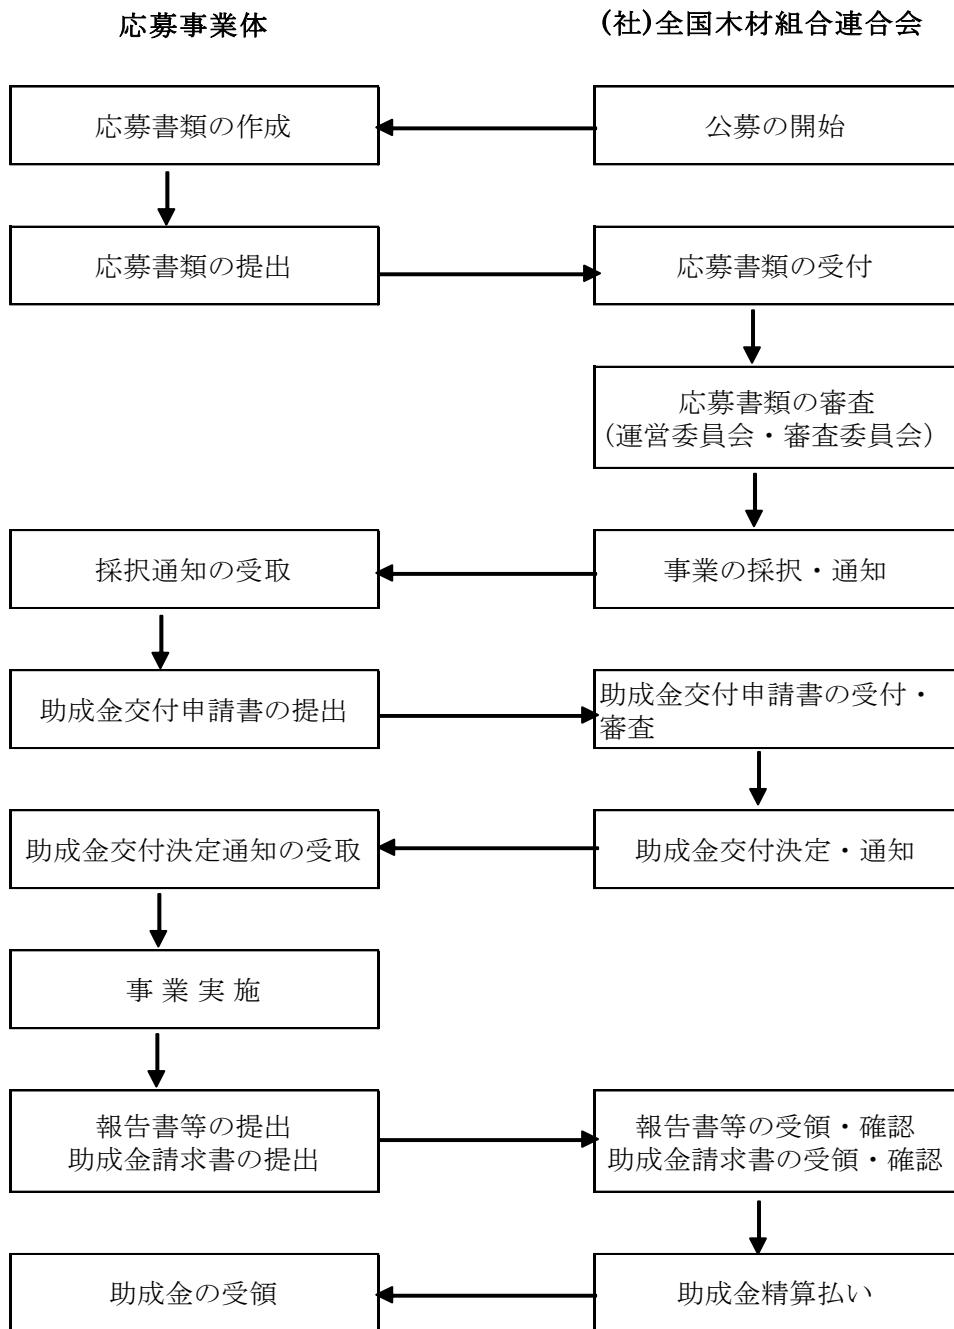 応募事業体
(社)全国木材組合連合会
応募書類の作成
公募の開始
応募書類の提出
応募書類の受付
応募書類の審査
(運営委員会・審査委員会)
採択通知の受取
事業の採択・通知
助成金交付申請書の提出
助成金交付申請書の受付・
審査
助成金交付決定通知の受取
助成金交付決定・通知
事 業 実 施
報告書等の提出
助成金請求書の提出
報告書等の受領・確認
助成金請求書の受領・確認
助成金の受領
助成金精算払い